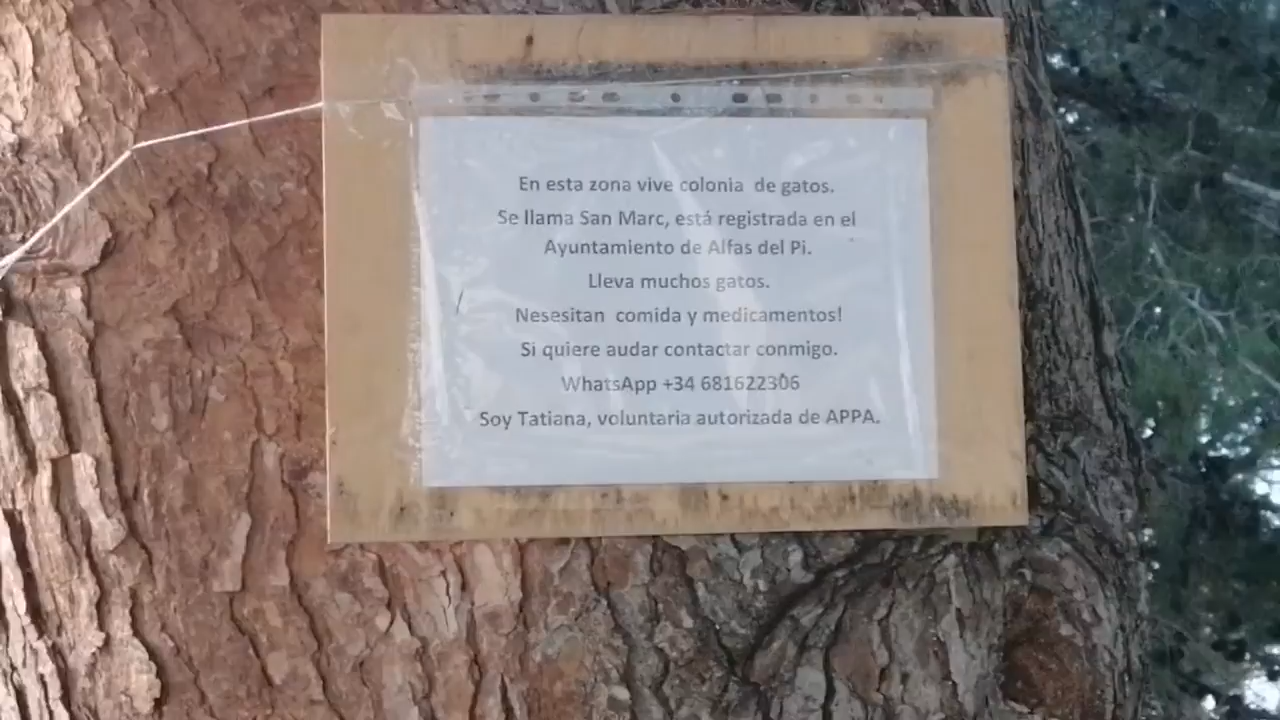 En esta zona vive colonia de gatos.
Se llama San Marc, está registrada en el
Ayuntamiento de Alfas del Pi.
Lleva muchos gatos.
Nesesitan comida y medicamentos!
Si quiere audar contactar conmigo.
WhatsApp +34 681622306
Soy Tatiana, voluntaria autorizada de APPA.